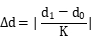 Δd = | (d₁ − d₀) / K |